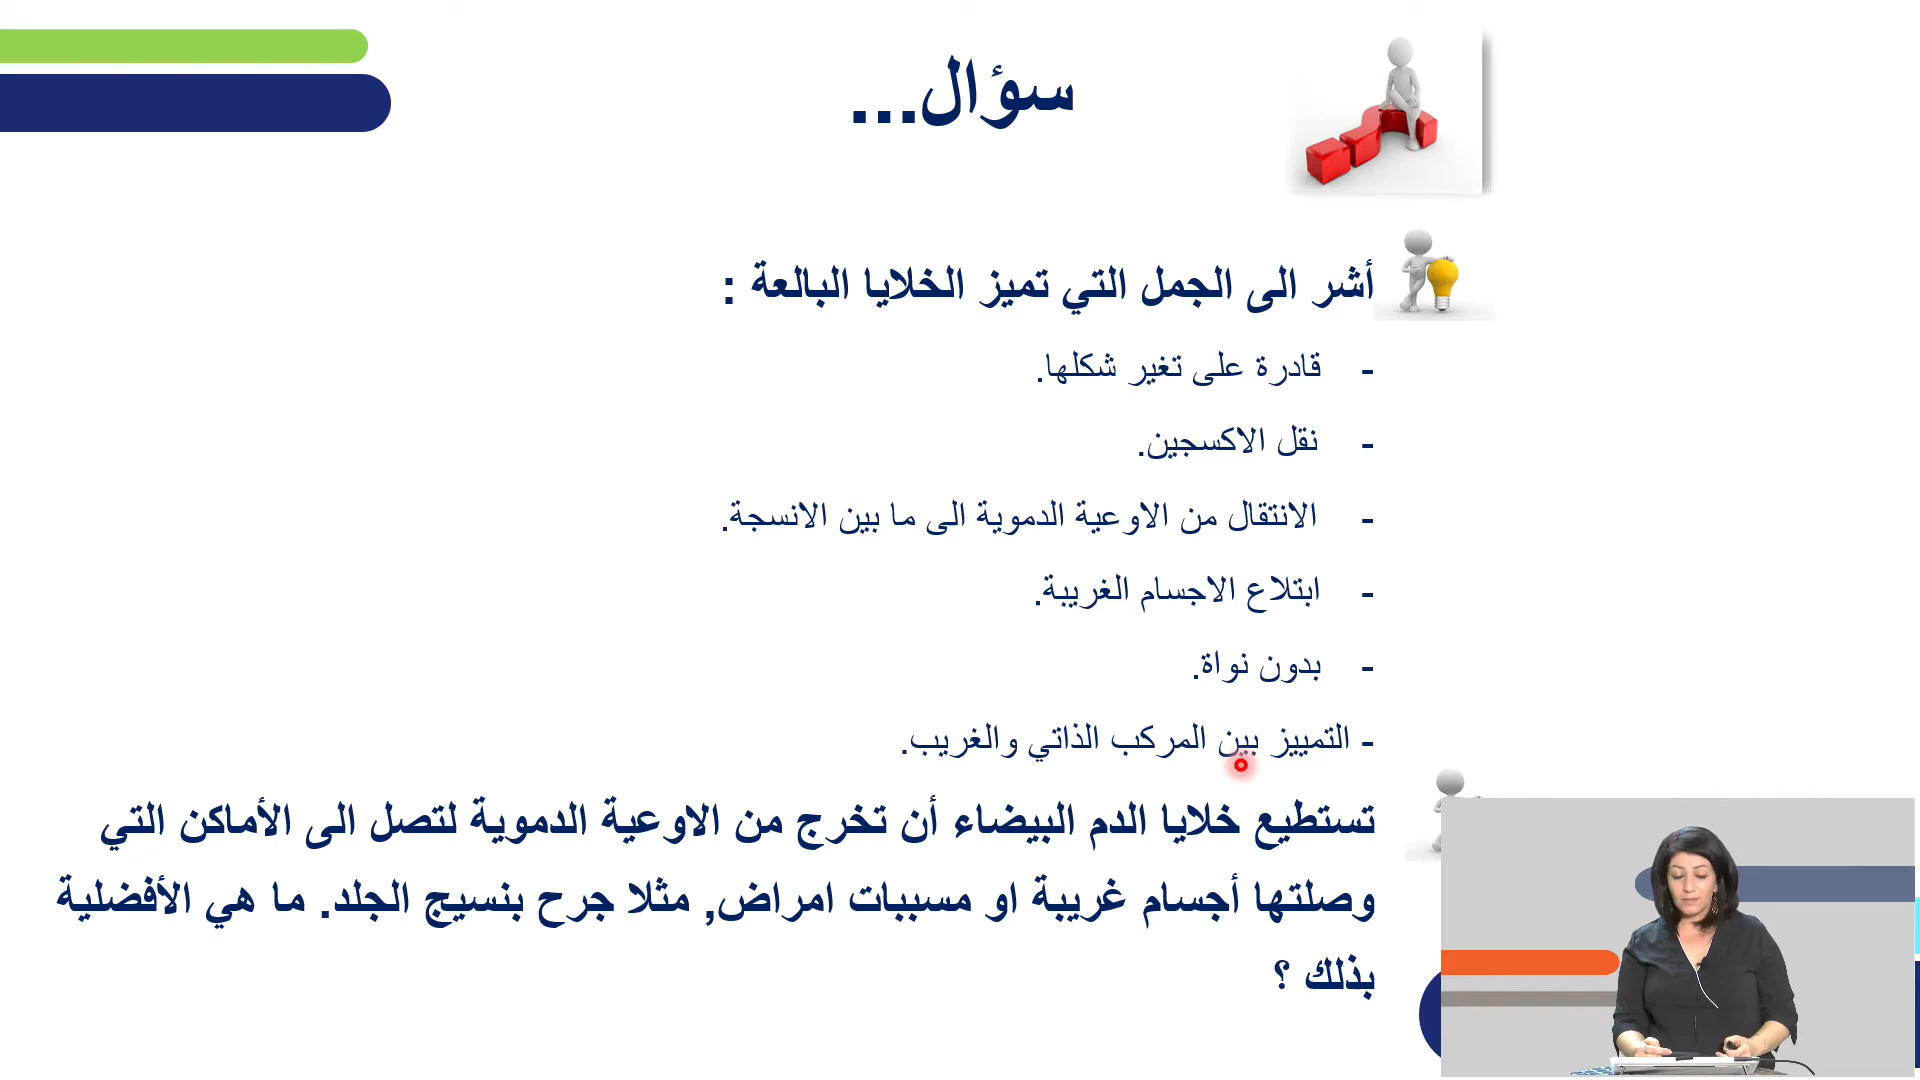 سؤال...
أشر الى الجمل التي تميز الخلايا البالعة :
- قادرة على تغير شكلها.
- نقل الاكسجين.
- الانتقال من الاوعية الدموية الى ما بين الانسجة.
- ابتلاع الاجسام الغريبة.
- بدون نواة.
- التمييز بين المركب الذاتي والغريب.
تستطيع خلايا الدم البيضاء أن تخرج من الاوعية الدموية لتصل الى الأماكن التي
وصلتها أجسام غريبة او مسببات امراض, مثلا جرح بنسيج الجلد. ما هي الأفضلية
بذلك ؟